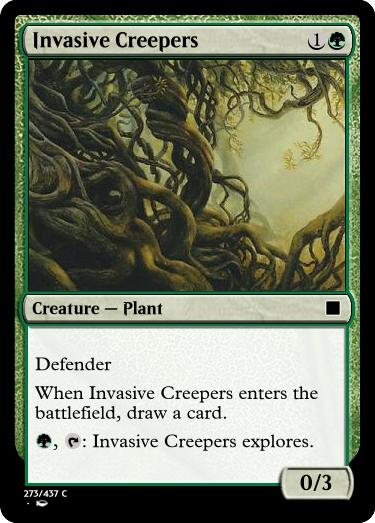 Invasive Creepers 1
Creature — Plant
Defender
When Invasive Creepers enters the
battlefield, draw a card.
, : Invasive Creepers explores.
0/3
273/437 C